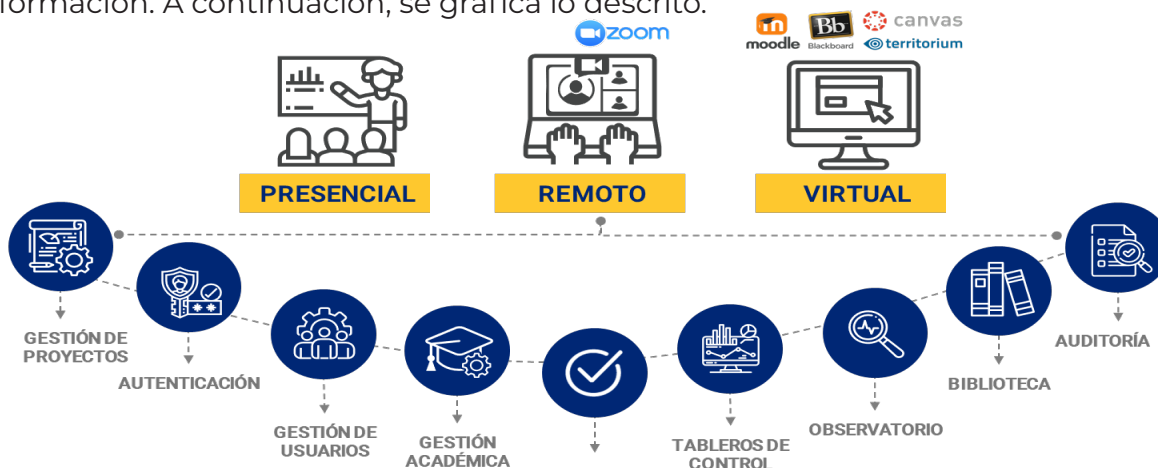 formación. A continuación, se grafica lo descrito.
zoom
moodle
Bb
Blackboard
canvas
territorium
PRESENCIAL
REMOTO
VIRTUAL
GESTIÓN DE
PROYECTOS
AUTENTICACIÓN
GESTIÓN DE
USUARIOS
GESTIÓN
ACADÉMICA
TABLEROS DE
CONTROL
OBSERVATORIO
BIBLIOTECA
AUDITORÍA